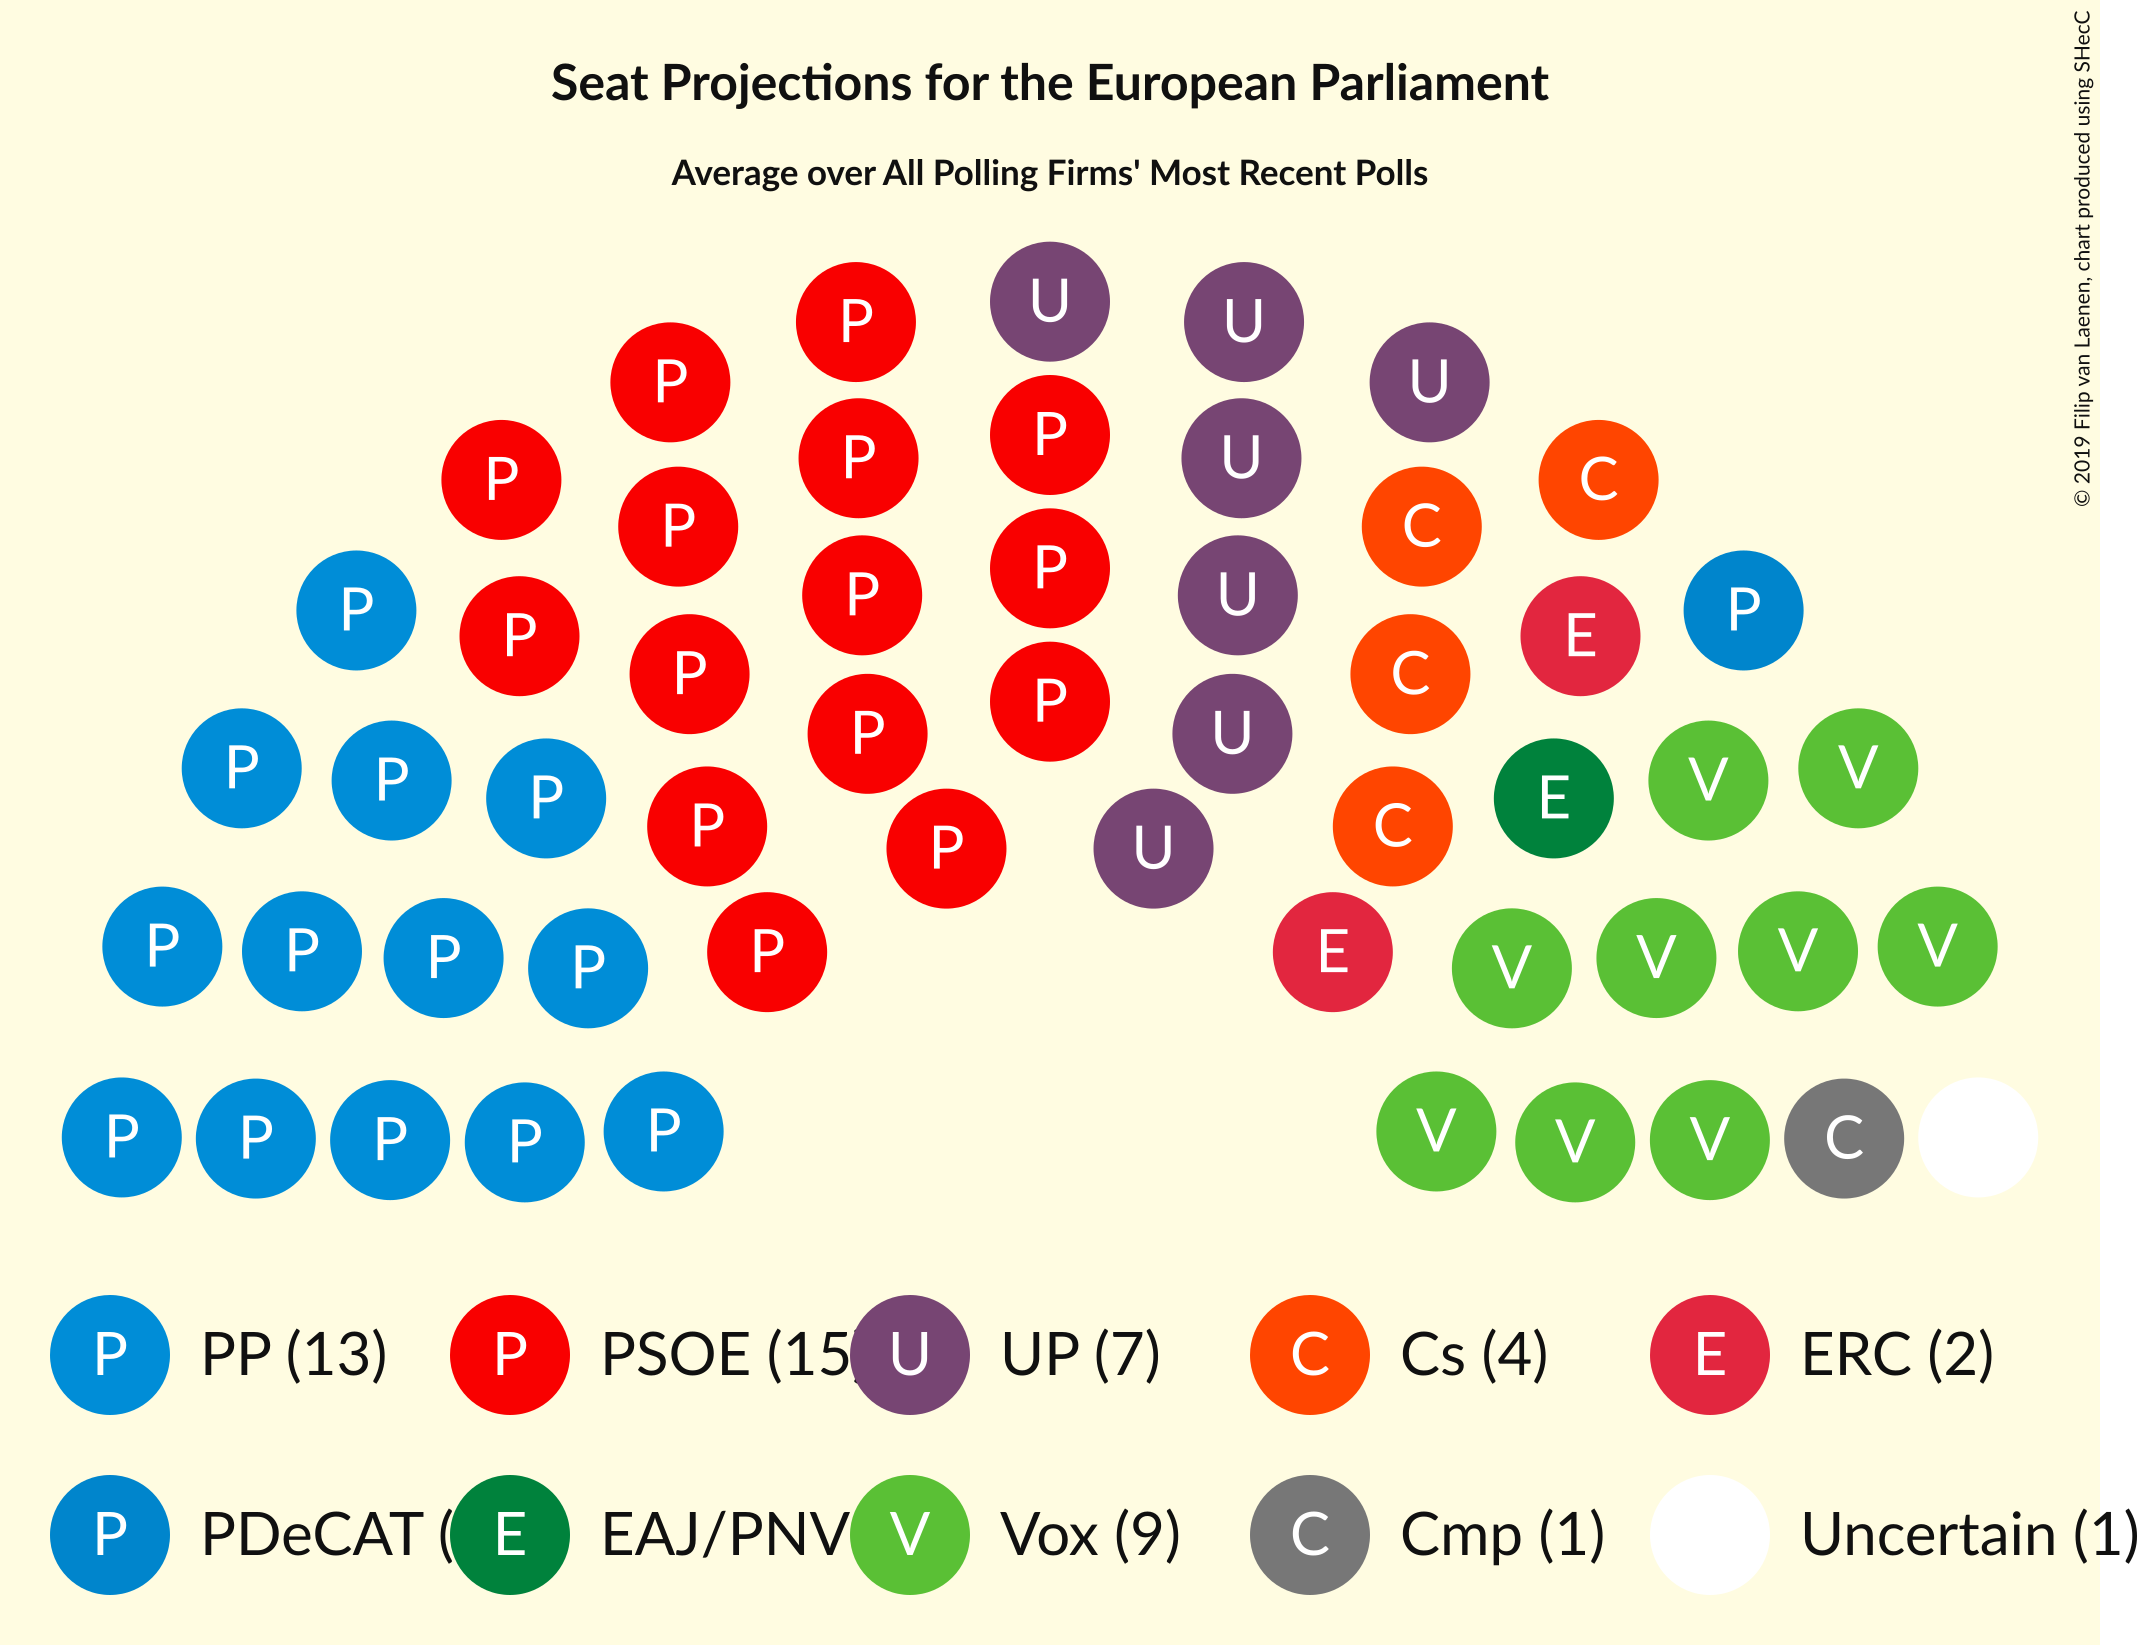 Seat Projections for the European Parliament
Average over All Polling Firms' Most Recent Polls
© 2019 Filip van Laenen, chart produced using SHecC
U
P U
P U
P
P U
P C
P C
P
P U
P
P E
P P
P C
P U
P
P V
P V
P E
P C
P U
P E
P V
P V
P V
P V
P V
P V
P V
P C
P PP (13) P PSOE (15 U UP (7) C Cs (4) E ERC (2)
P PDeCAT ( E EAJ/PNV V Vox (9) C Cmp (1) Uncertain (1)